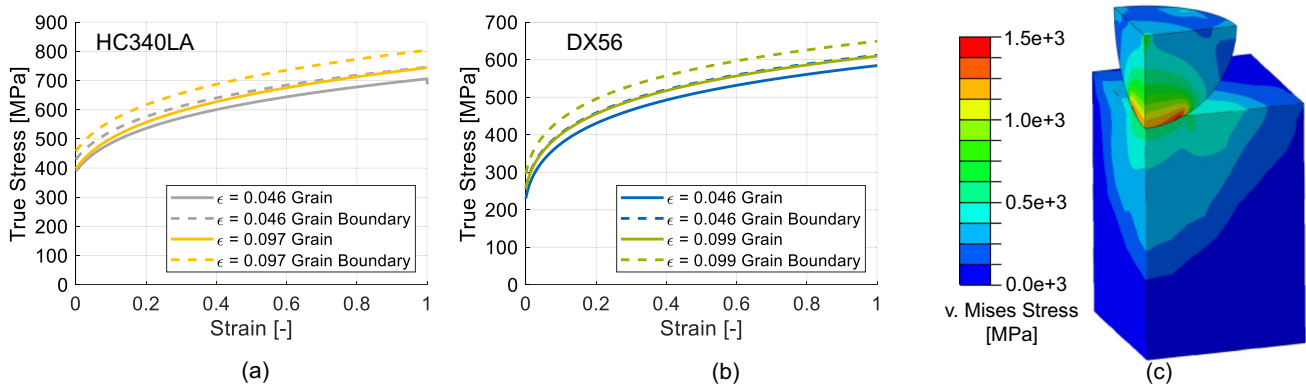 HC340LA
True Stress [MPa]
900
800
700
600
500
400
300
200
100
0
ϵ = 0.046 Grain
ϵ = 0.046 Grain Boundary
ϵ = 0.097 Grain
ϵ = 0.097 Grain Boundary
0 0.2 0.4 0.6 0.8 1
Strain [-]
(a)
DX56
True Stress [MPa]
700
600
500
400
300
200
100
0
ϵ = 0.046 Grain
ϵ = 0.046 Grain Boundary
ϵ = 0.099 Grain
ϵ = 0.099 Grain Boundary
0 0.2 0.4 0.6 0.8 1
Strain [-]
(b)
1.5e+3
1.0e+3
0.5e+3
0.0e+3
v. Mises Stress
[MPa]
(c)